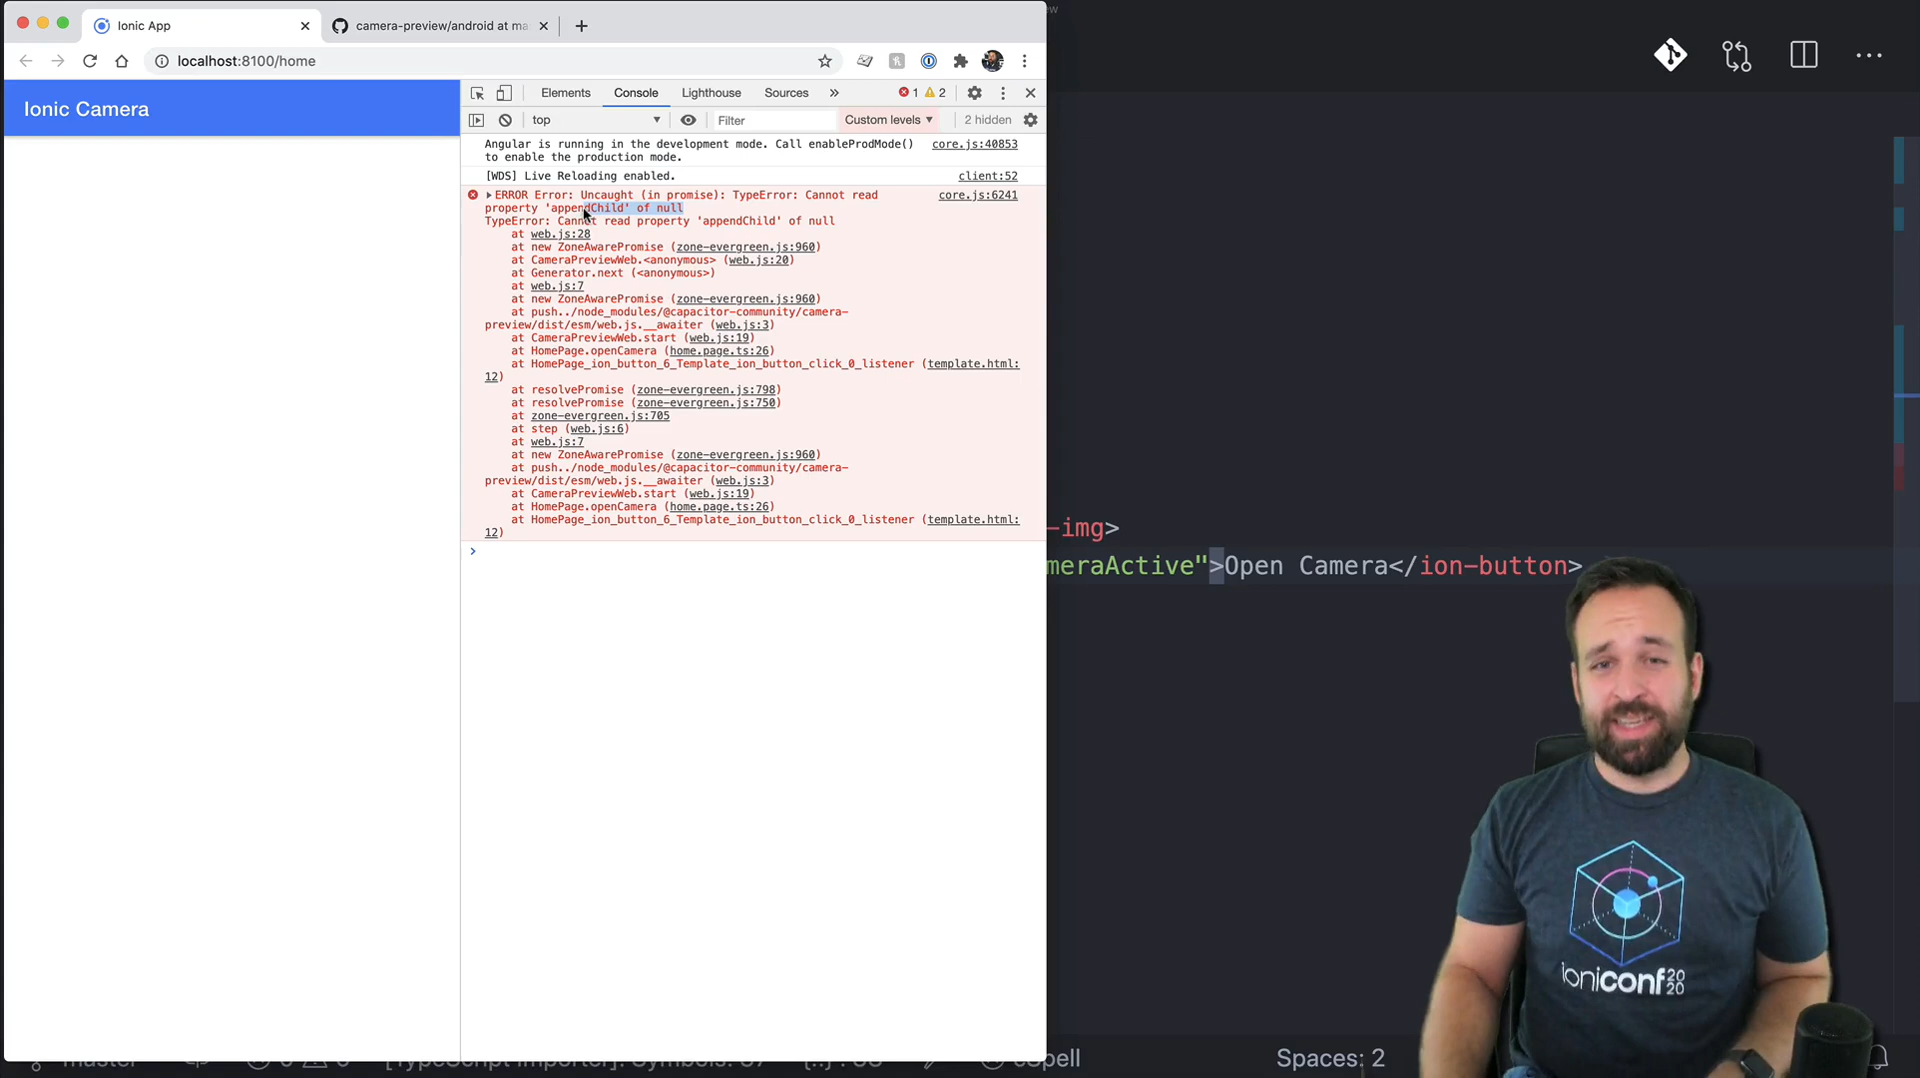 Ionic App
camera-preview/android at ma
ew
localhost:8100/home
Ionic Camera
Elements Console Lighthouse Sources » 1 2
top Filter Custom levels 2 hidden
Angular is running in the development mode. Call enableProdMode() core.js:40853
to enable the production mode.
[WDS] Live Reloading enabled. client:52
ERROR Error: Uncaught (in promise): TypeError: Cannot read core.js:6241
property 'appendChild' of null
TypeError: Cannot read property 'appendChild' of null
at web.js:28
at new ZoneAwarePromise (zone-evergreen.js:960)
at CameraPreviewWeb.<anonymous> (web.js:20)
at Generator.next (<anonymous>)
at web.js:7
at new ZoneAwarePromise (zone-evergreen.js:960)
at push../node_modules/@capacitor-community/camera-
preview/dist/esm/web.js.__awaiter (web.js:3)
at CameraPreviewWeb.start (web.js:19)
at HomePage.openCamera (home.page.ts:26)
at HomePage_ion_button_6_Template_ion_button_click_0_listener (template.html:
12)
at resolvePromise (zone-evergreen.js:798)
at resolvePromise (zone-evergreen.js:750)
at zone-evergreen.js:705
at step (web.js:6)
at web.js:7
at new ZoneAwarePromise (zone-evergreen.js:960)
at push../node_modules/@capacitor-community/camera-
preview/dist/esm/web.js.__awaiter (web.js:3)
at CameraPreviewWeb.start (web.js:19)
at HomePage.openCamera (home.page.ts:26)
at HomePage_ion_button_6_Template_ion_button_click_0_listener (template.html:
12)
>
-img>
meraActive">Open Camera</ion-button>
ioniconf 2020
master [TypeScript Importer]: Symbols: cSpell Spaces: 2